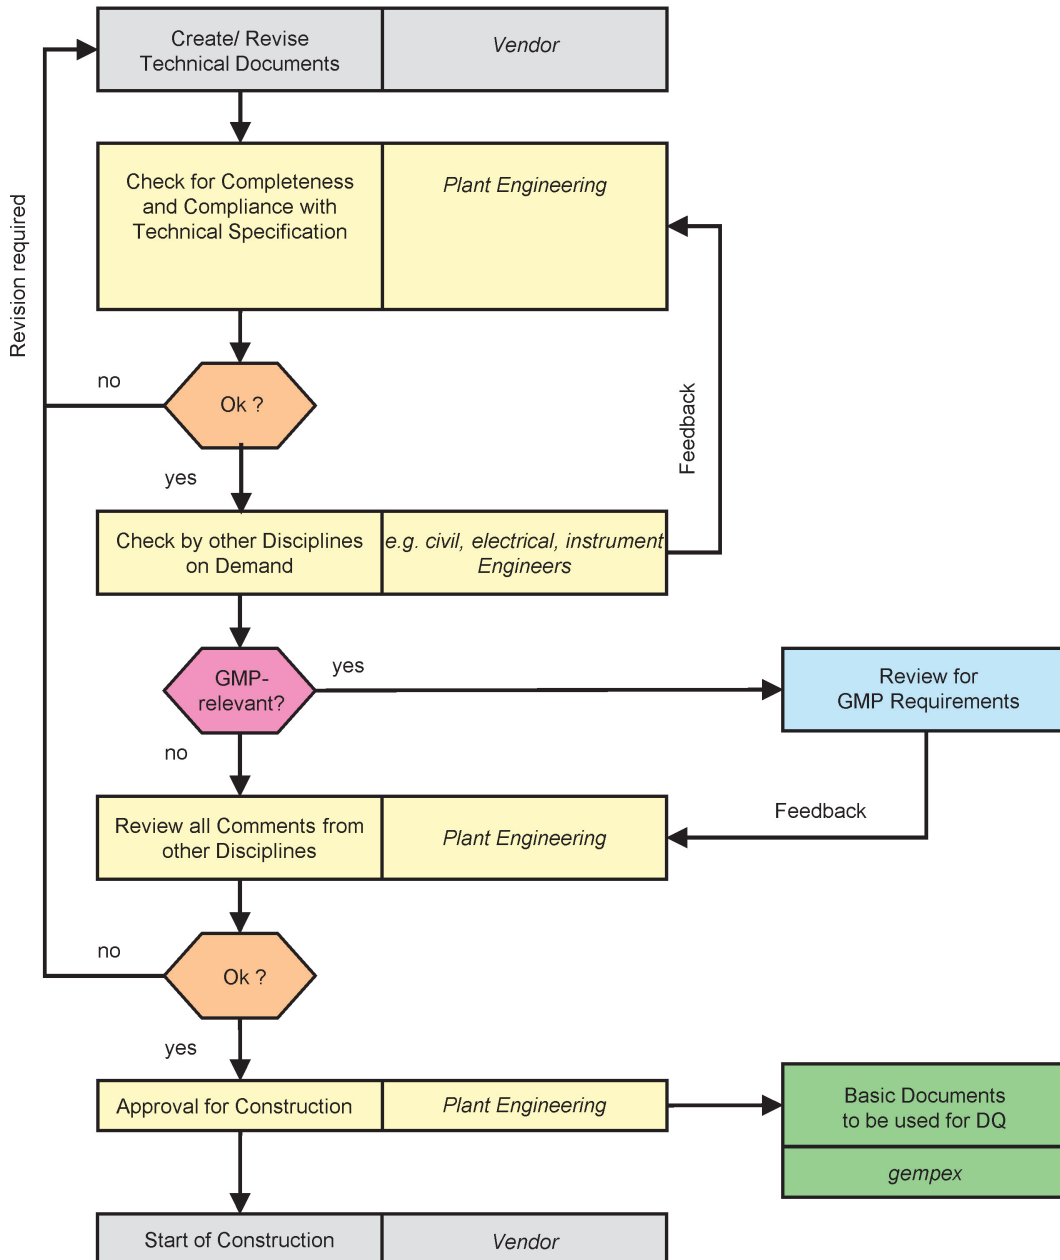 Create/ Revise
Technical Documents
Vendor
Check for Completeness
and Compliance with
Technical Specification
Plant Engineering
Revision required
no
Ok ?
Feedback
yes
Check by other Disciplines
on Demand
e.g. civil, electrical, instrument
Engineers
GMP-
relevant?
yes
Review for
GMP Requirements
no
Review all Comments from
other Disciplines
Plant Engineering
Feedback
no
Ok ?
yes
Approval for Construction
Plant Engineering
Basic Documents
to be used for DQ
gempex
Start of Construction
Vendor